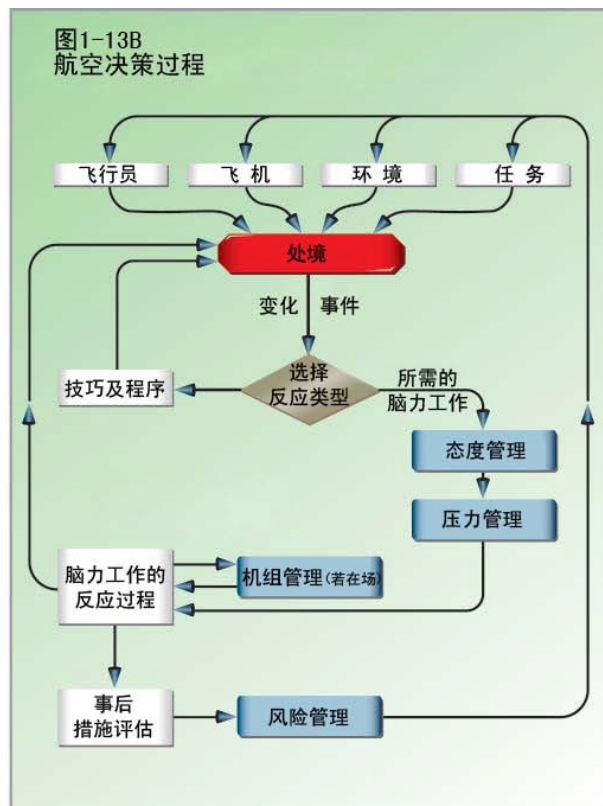 图1-13B
航空决策过程
飞行员
飞 机
环 境
任 务
处境
变化 事件
选择
反应类型
所需的
脑力工作
技巧及程序
态度管理
压力管理
脑力工作的
反应过程
机组管理(若在场)
事后
措施评估
风险管理